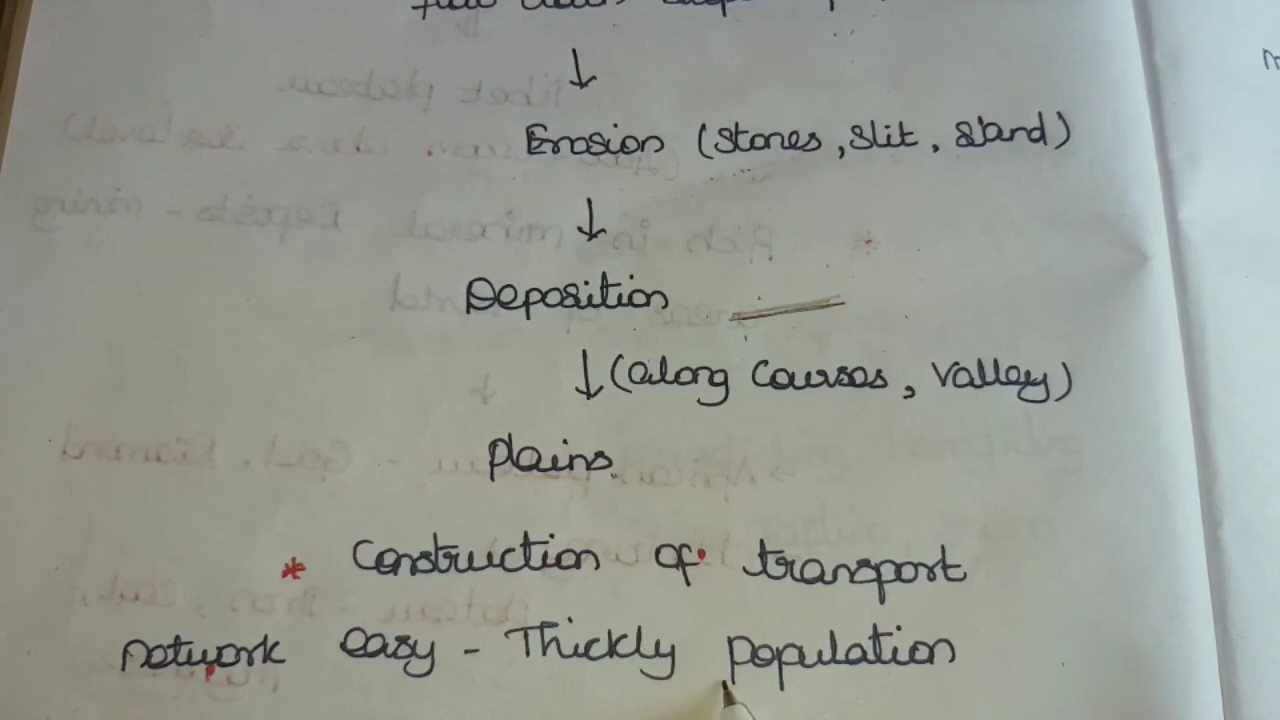 ↓
Erosion (Stones, Slit, Sand)
↓
Deposition
↓ (along Courses, Valley)
plains.
* Construction of transport
network easy - Thickly population